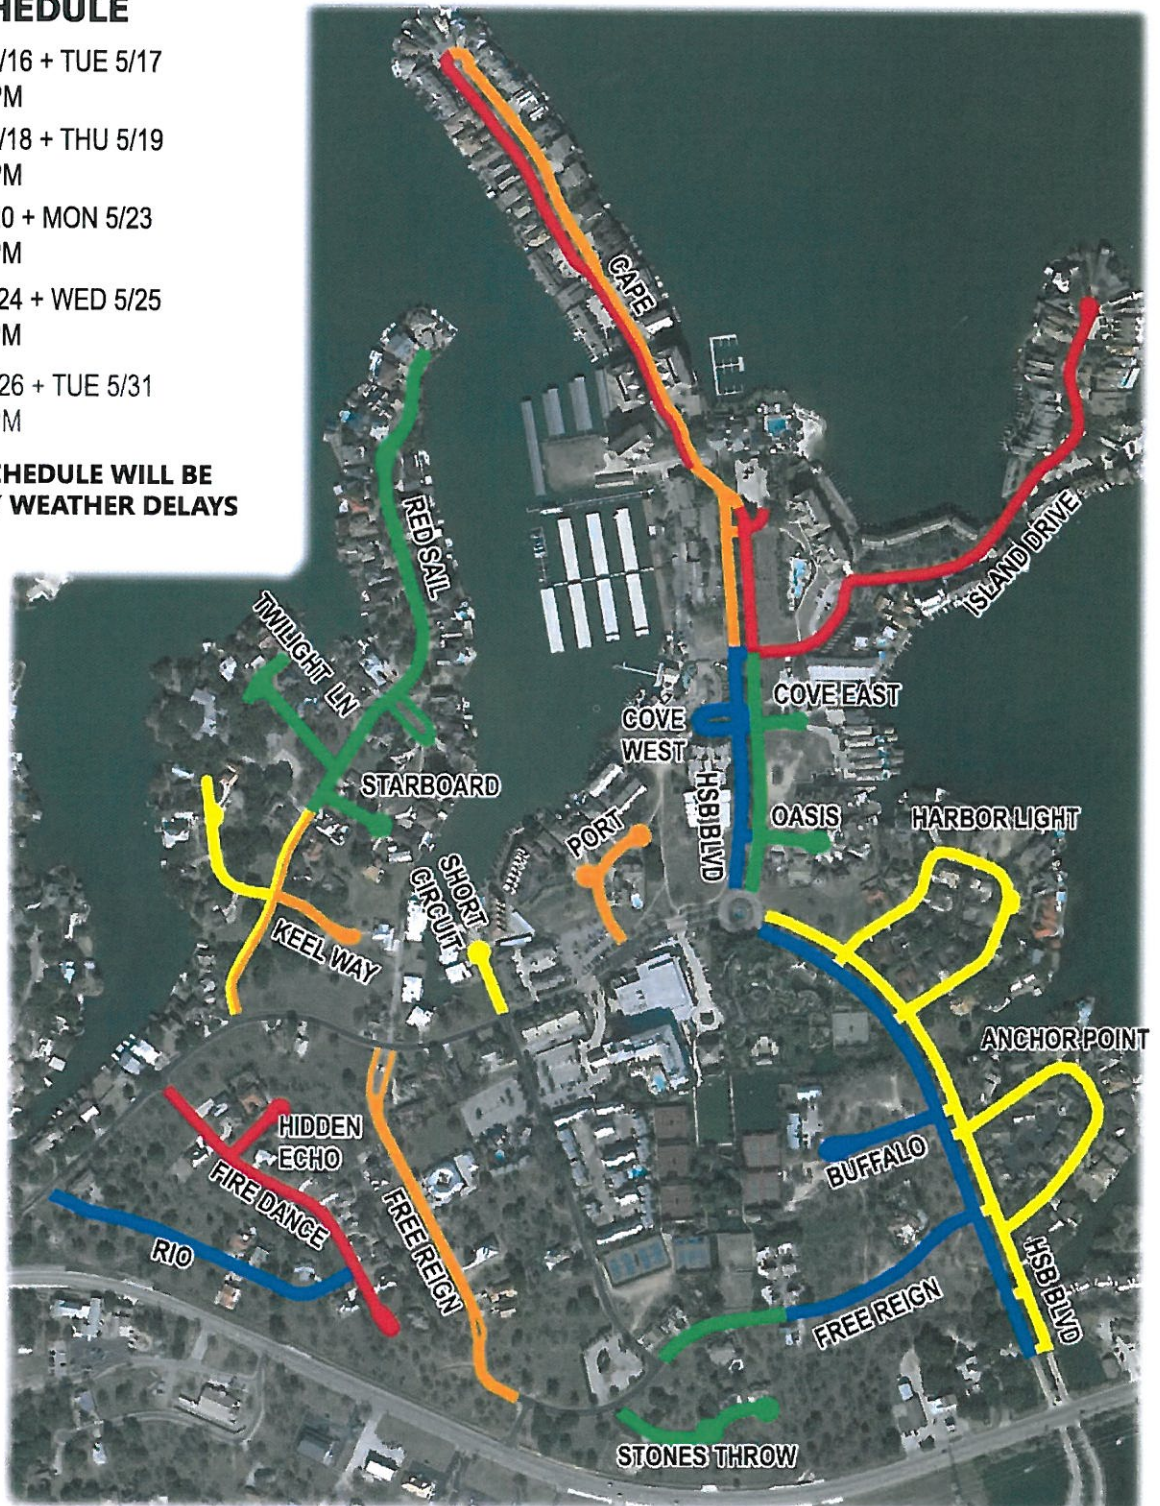 HEDULE
/16 + TUE 5/17
PM
/18 + THU 5/19
PM
0 + MON 5/23
PM
24 + WED 5/25
PM
26 + TUE 5/31
PM
CHEDULE WILL BE
Y WEATHER DELAYS
CAPE
RED SAIL
ISLAND DRIVE
TWILIGHT LN
COVE EAST
COVE
WEST
STARBOARD
HSB BLVD
OASIS
HARBOR LIGHT
PORT
SHORT
CIRCUIT
KEEL WAY
ANCHOR POINT
HIDDEN
ECHO
BUFFALO
FIRE DANCE
FREE REIGN
RIO
FREE REIGN
HSB BLVD
STONES THROW